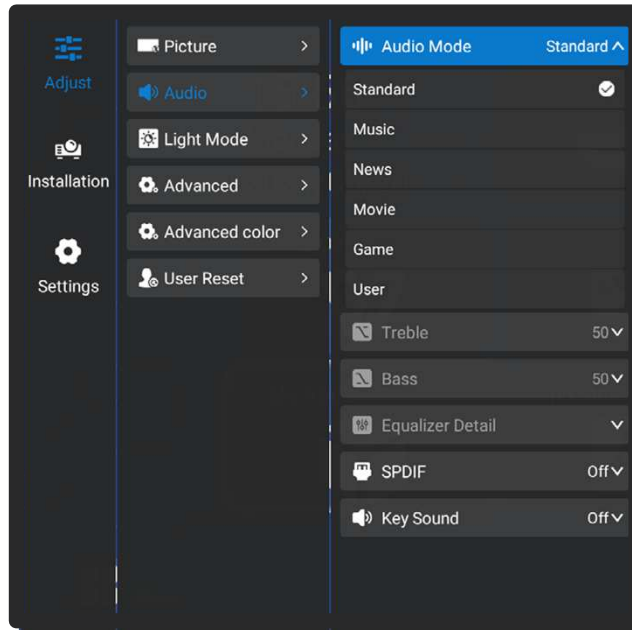 Adjust
Installation
Settings
Picture
Audio
Light Mode
Advanced
Advanced color
User Reset
Audio Mode Standard
Standard
Music
News
Movie
Game
User
Treble 50
Bass 50
Equalizer Detail
SPDIF Off
Key Sound Off